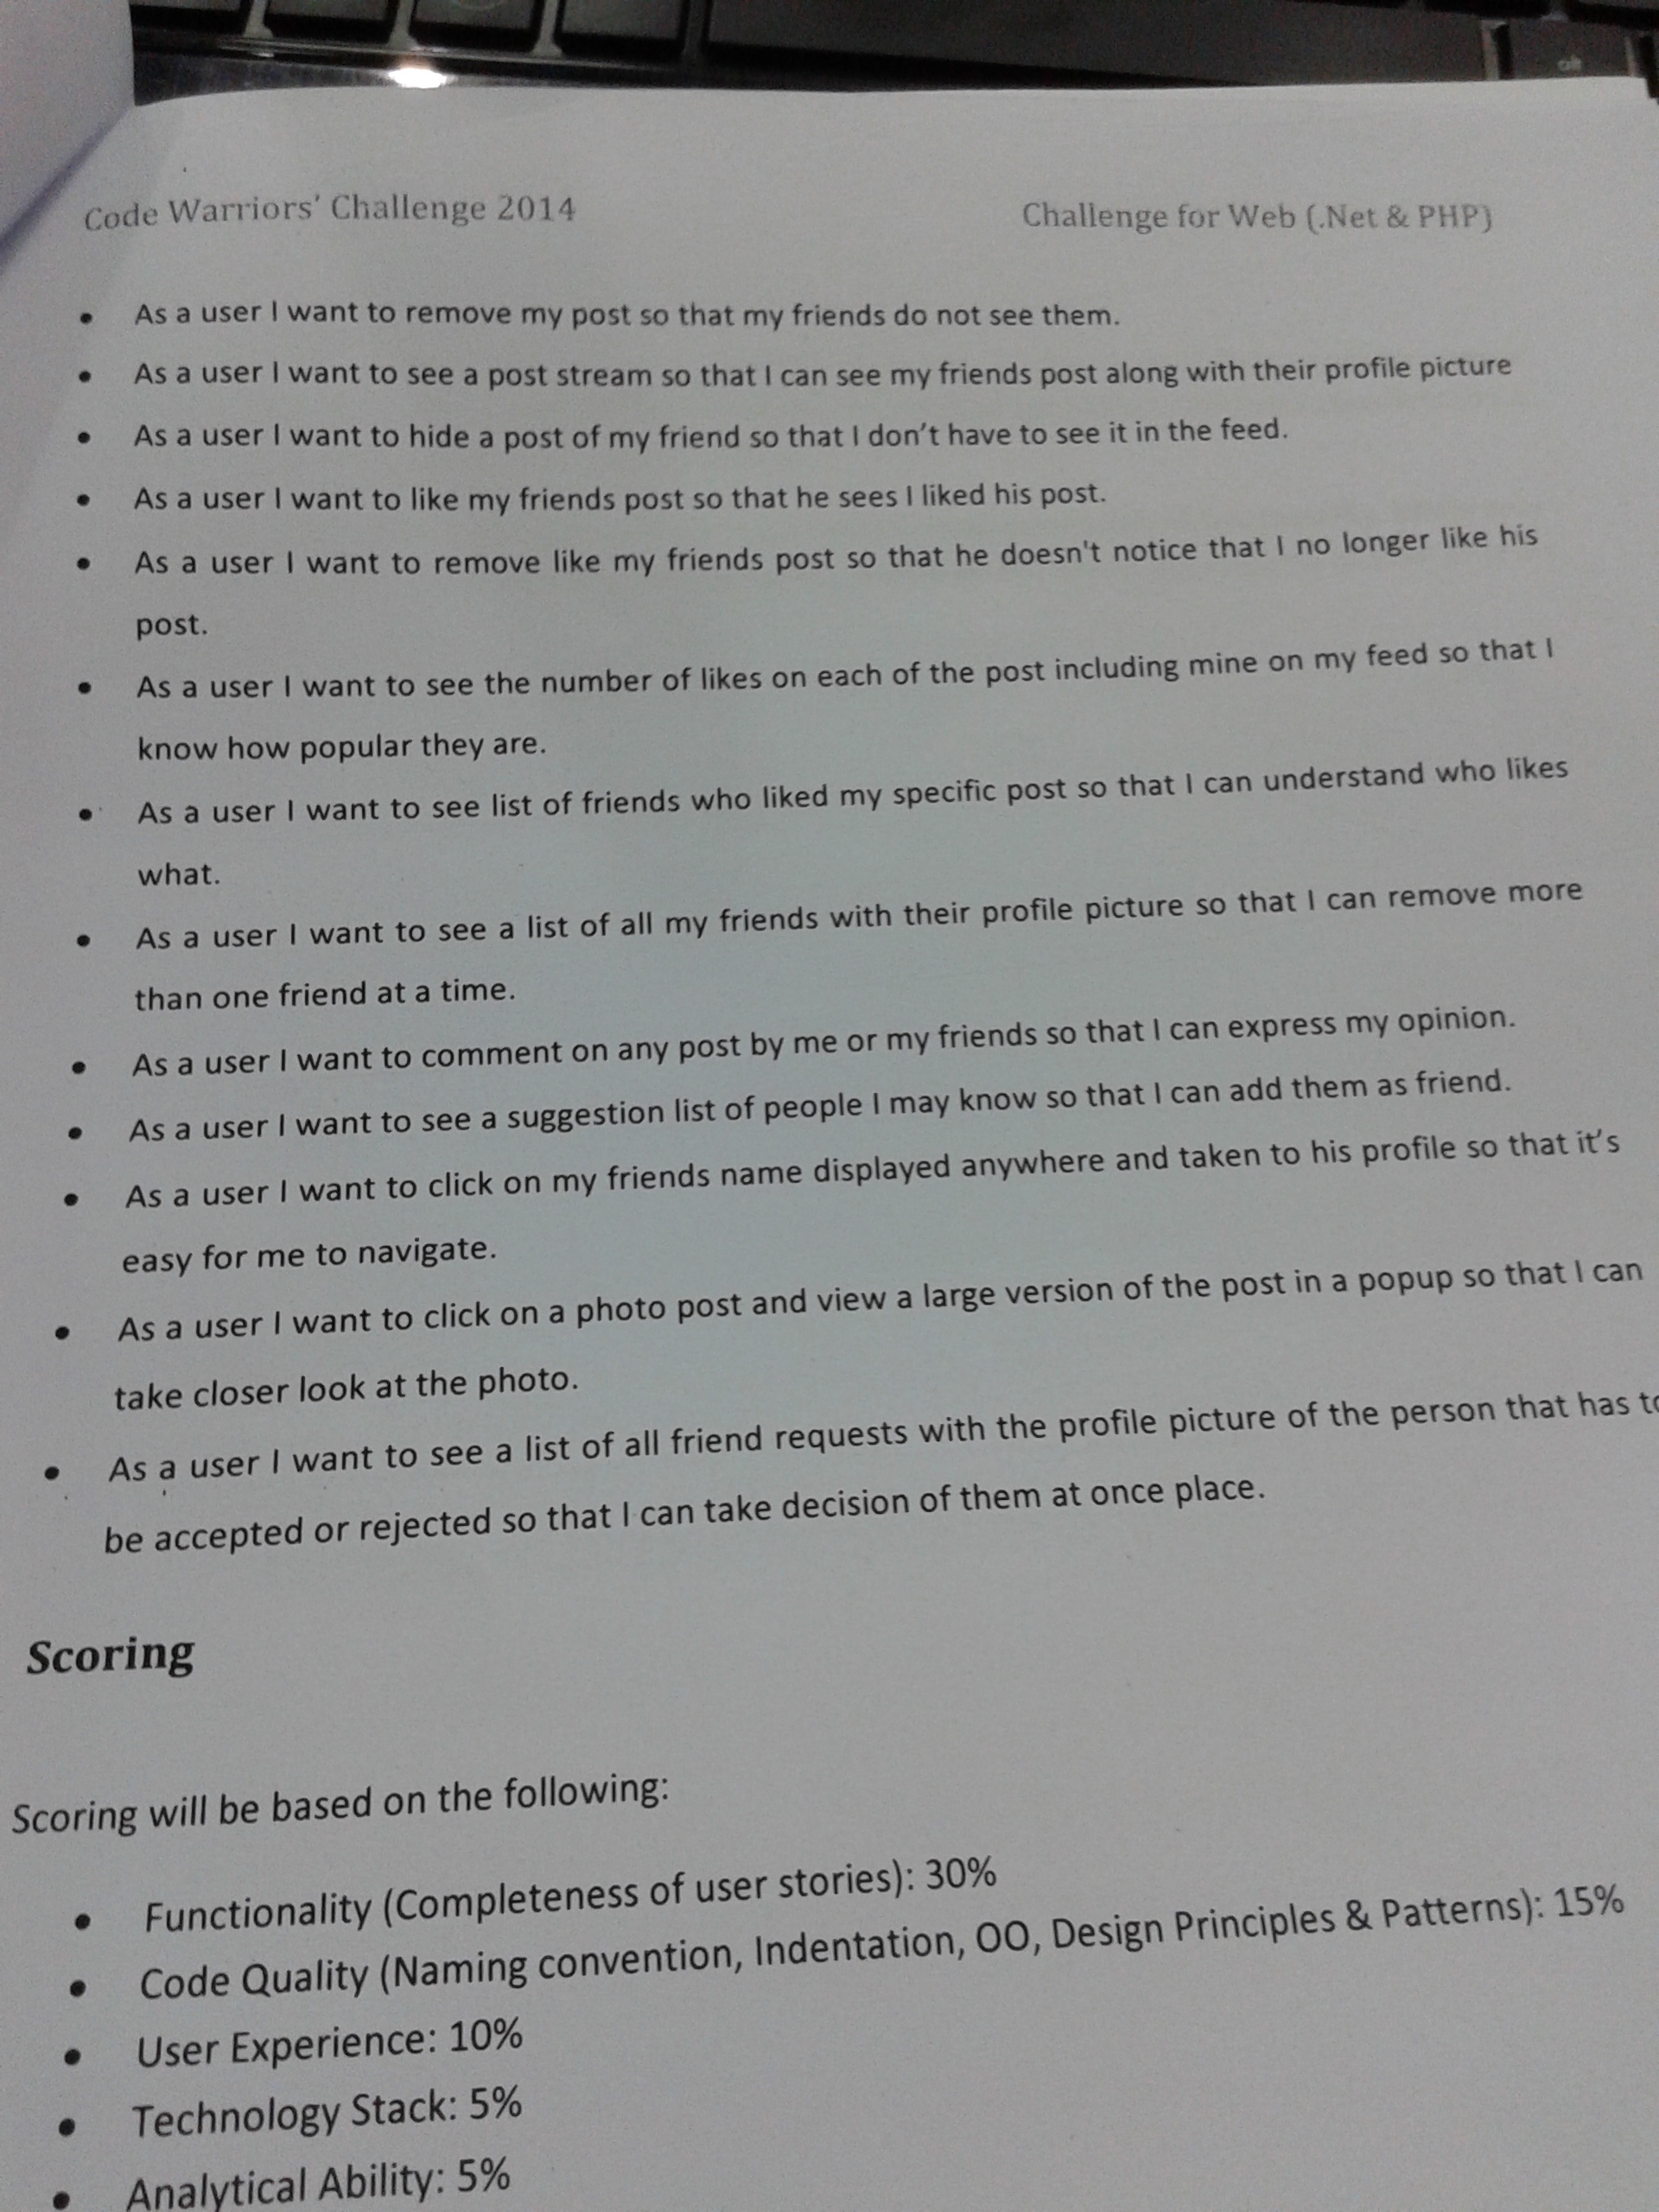 Code Warriors' Challenge 2014 Challenge for Web (.Net & PHP)
• As a user I want to remove my post so that my friends do not see them.
• As a user I want to see a post stream so that I can see my friends post along with their profile picture
• As a user I want to hide a post of my friend so that I don't have to see it in the feed.
• As a user I want to like my friends post so that he sees I liked his post.
• As a user I want to remove like my friends post so that he doesn't notice that I no longer like his
post.
• As a user I want to see the number of likes on each of the post including mine on my feed so that I
know how popular they are.
• As a user I want to see list of friends who liked my specific post so that I can understand who likes
what.
• As a user I want to see a list of all my friends with their profile picture so that I can remove more
than one friend at a time.
• As a user I want to comment on any post by me or my friends so that I can express my opinion.
• As a user I want to see a suggestion list of people I may know so that I can add them as friend.
• As a user I want to click on my friends name displayed anywhere and taken to his profile so that it's
easy for me to navigate.
• As a user I want to click on a photo post and view a large version of the post in a popup so that I can
take closer look at the photo.
• As a user I want to see a list of all friend requests with the profile picture of the person that has to
be accepted or rejected so that I can take decision of them at once place.
Scoring
Scoring will be based on the following:
• Functionality (Completeness of user stories): 30%
• Code Quality (Naming convention, Indentation, OO, Design Principles & Patterns): 15%
• User Experience: 10%
• Technology Stack: 5%
• Analytical Ability: 5%